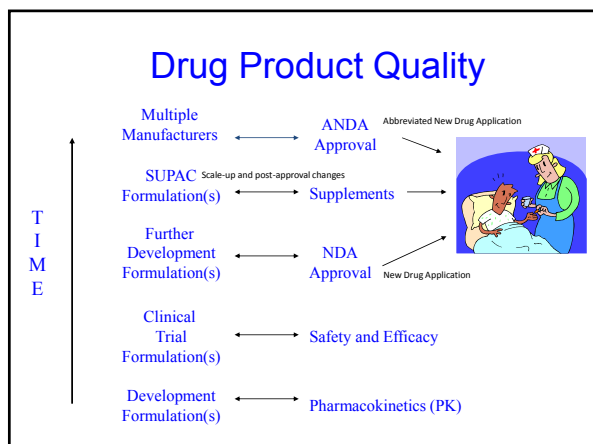 Drug Product Quality
Multiple
Manufacturers
ANDA
Approval
Abbreviated New Drug Application
SUPAC
Formulation(s)
Scale-up and post-approval changes
Supplements
T
I
M
E
Further
Development
Formulation(s)
NDA
Approval
New Drug Application
Clinical
Trial
Formulation(s)
Safety and Efficacy
Development
Formulation(s)
Pharmacokinetics (PK)